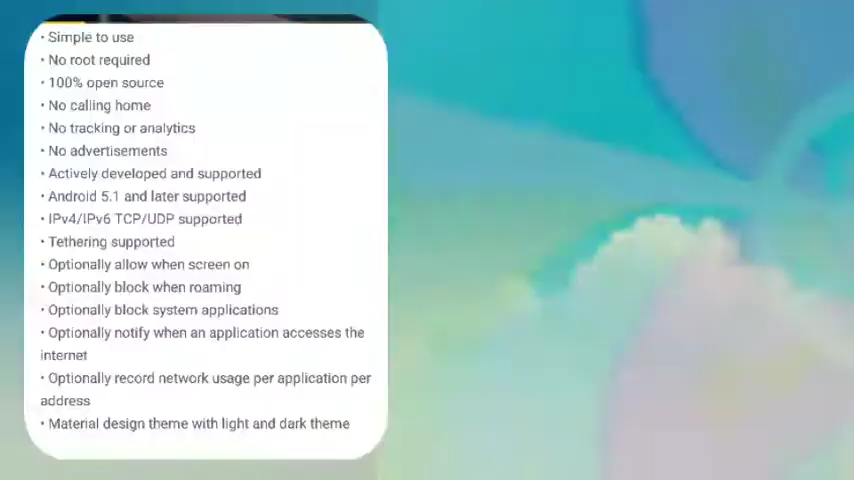 • Simple to use
• No root required
• 100% open source
• No calling home
• No tracking or analytics
• No advertisements
• Actively developed and supported
• Android 5.1 and later supported
• IPv4/IPv6 TCP/UDP supported
• Tethering supported
• Optionally allow when screen on
• Optionally block when roaming
• Optionally block system applications
• Optionally notify when an application accesses the
internet
• Optionally record network usage per application per
address
• Material design theme with light and dark theme